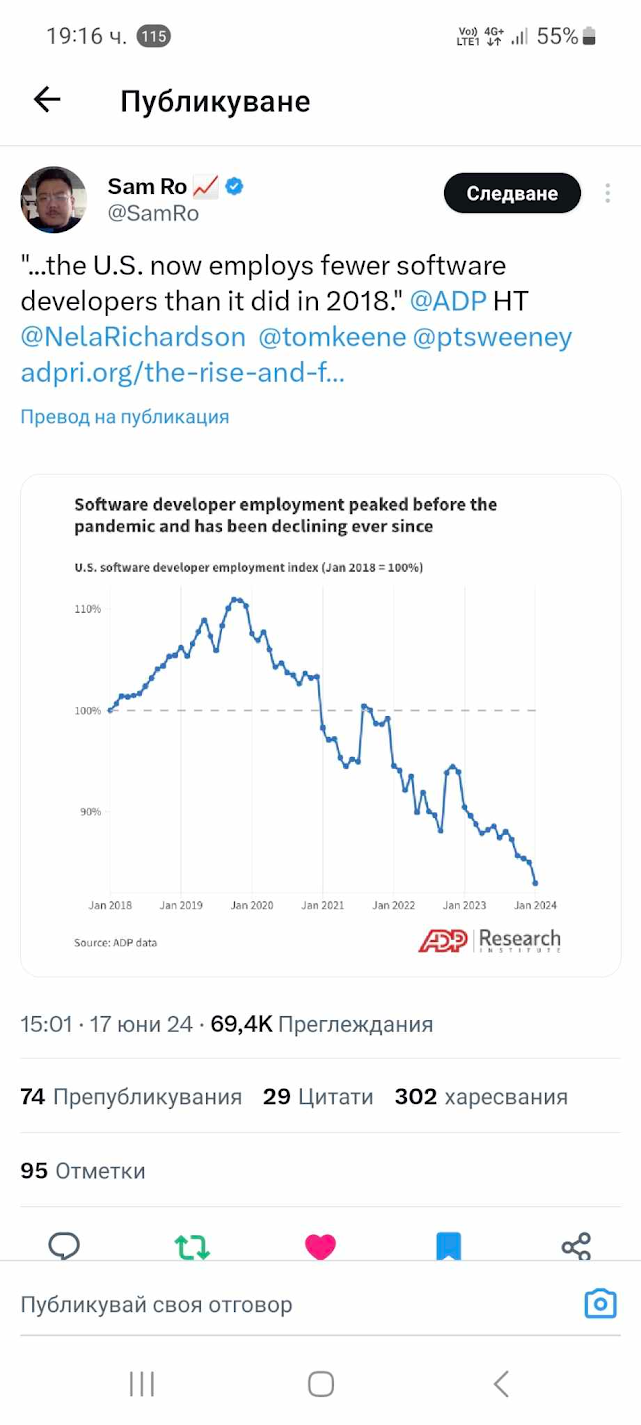 19:16 ч. 115 Vo)) LTE1 4G+ 55%
Публикуване
Sam Ro
@SamRo
Следване
"...the U.S. now employs fewer software
developers than it did in 2018." @ADP HT
@NelaRichardson @tomkeene @ptsweeney
adpri.org/the-rise-and-f...
Превод на публикация
Software developer employment peaked before the
pandemic and has been declining ever since
U.S. software developer employment index (Jan 2018 = 100%)
110%
100%
90%
Jan 2018 Jan 2019 Jan 2020 Jan 2021 Jan 2022 Jan 2023 Jan 2024
Source: ADP data
ADP Research
INSTITUTE
15:01 · 17 юни 24 · 69,4K Преглеждания
74 Препубликувания 29 Цитати 302 харесвания
95 Отметки
Публикувай своя отговор